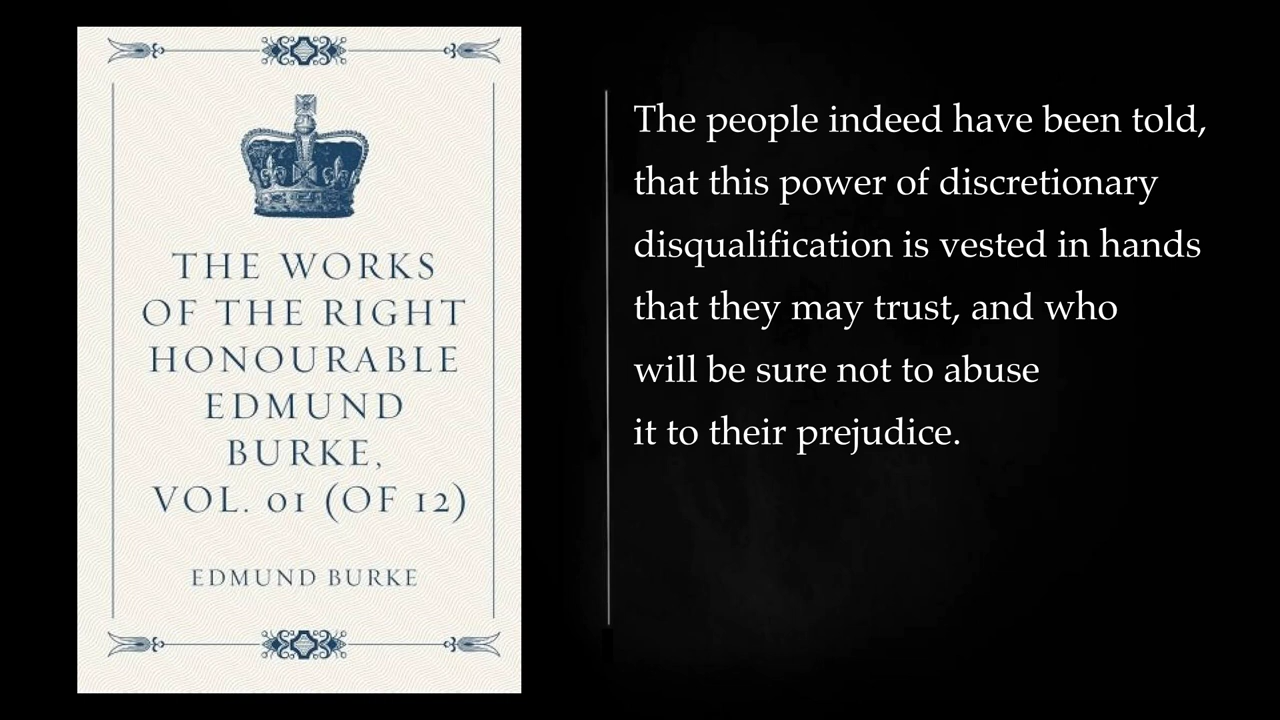 THE WORKS
OF THE RIGHT
HONOURABLE
EDMUND
BURKE,
VOL. 01 (OF 12)
EDMUND BURKE
The people indeed have been told,
that this power of discretionary
disqualification is vested in hands
that they may trust, and who
will be sure not to abuse
it to their prejudice.